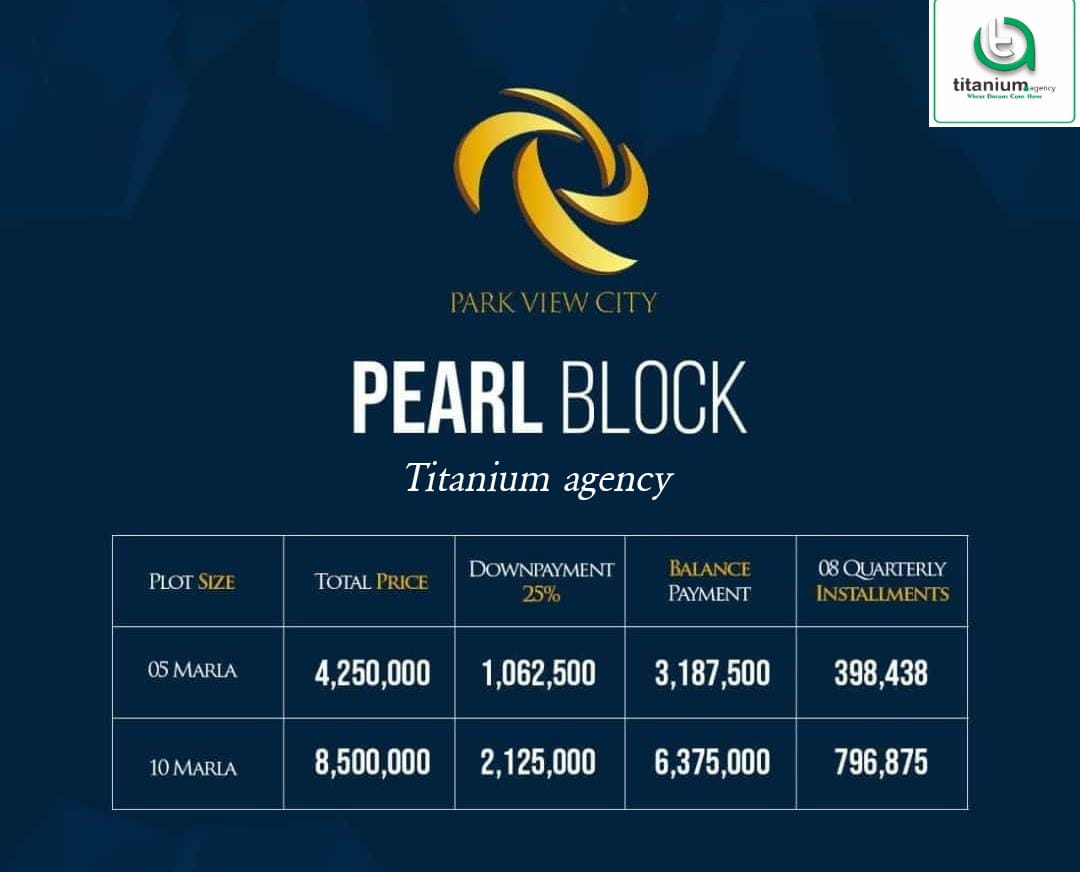 titanium agency
Where Dreams Come Home
PARK VIEW CITY
PEARL BLOCK
Titanium agency
PLOT SIZE
TOTAL PRICE
DOWNPAYMENT
25%
BALANCE
PAYMENT
08 QUARTERLY
INSTALLMENTS
05 MARLA
4,250,000
1,062,500
3,187,500
398,438
10 MARLA
8,500,000
2,125,000
6,375,000
796,875